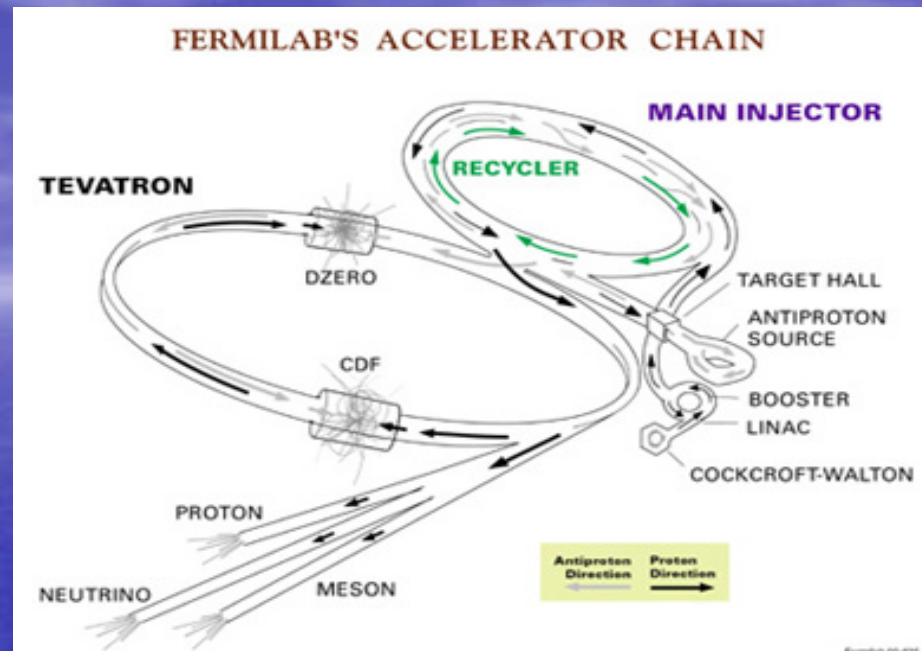 FERMILAB'S ACCELERATOR CHAIN
MAIN INJECTOR
RECYCLER
TEVATRON
DZERO
TARGET HALL
ANTIPROTON
SOURCE
CDF
BOOSTER
LINAC
COCKCROFT-WALTON
PROTON
NEUTRINO
MESON
Antiproton
Direction
Proton
Direction